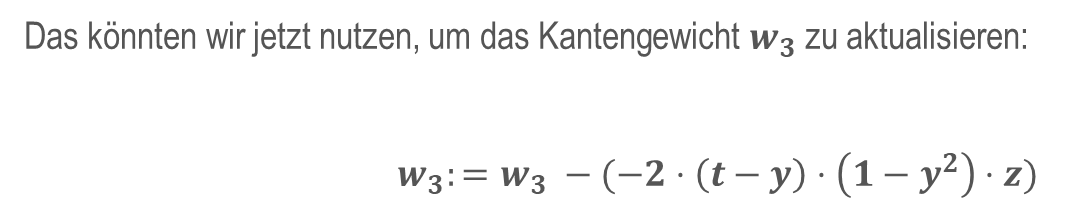 Das könnten wir jetzt nutzen, um das Kantengewicht w₃ zu aktualisieren:
w₃:= w₃ − (−2 · (t − y) · (1 − y²) · z)